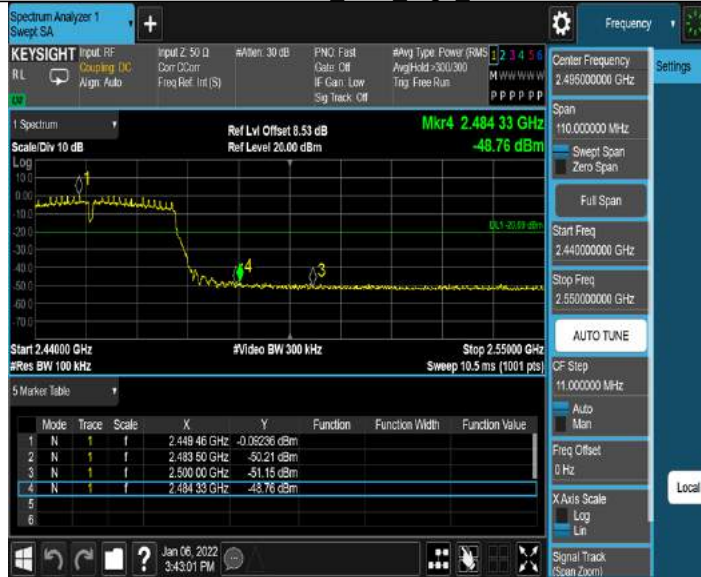 Spectrum Analyzer 1
Swept SA
Frequency
KEYSIGHT
RL
Input: RF
Coupling: DC
Align: Auto
Input Z: 50 Ω
Corr CCorr
Freq Ref: Int (S)
#Atten: 30 dB
PNO: Fast
Gate: Off
IF Gain: Low
Sig Track: Off
#Avg Type: Power (RMS
Avg|Hold:>300/300
Trig: Free Run
1 2 3 4 5 6
M W W W W W
P P P P P P
Settings
1 Spectrum
Scale/Div 10 dB
Ref Lvl Offset 8.53 dB
Ref Level 20.00 dBm
Mkr4 2.484 33 GHz
-48.76 dBm
Log
10.0
0.00
-10.0
-20.0
-30.0
-40.0
-50.0
-60.0
-70.0
1
4
3
Start 2.44000 GHz
#Res BW 100 kHz
#Video BW 300 kHz
Stop 2.55000 GHz
Sweep 10.5 ms (1001 pts)
5 Marker Table
Mode Trace Scale X Y Function Function Width Function Value
1 N 1 f 2.449 46 GHz -0.09236 dBm
2 N 1 f 2.483 50 GHz -50.21 dBm
3 N 1 f 2.500 00 GHz -51.15 dBm
4 N 1 f 2.484 33 GHz -48.76 dBm
5
6
Jan 06, 2022
3:43:01 PM
Center Frequency
2.495000000 GHz
Span
110.000000 MHz
Swept Span
Zero Span
Full Span
Start Freq
2.440000000 GHz
Stop Freq
2.550000000 GHz
AUTO TUNE
CF Step
11.000000 MHz
Auto
Man
Freq Offset
0 Hz
X Axis Scale
Log
Lin
Signal Track
(Span Zoom)
Local